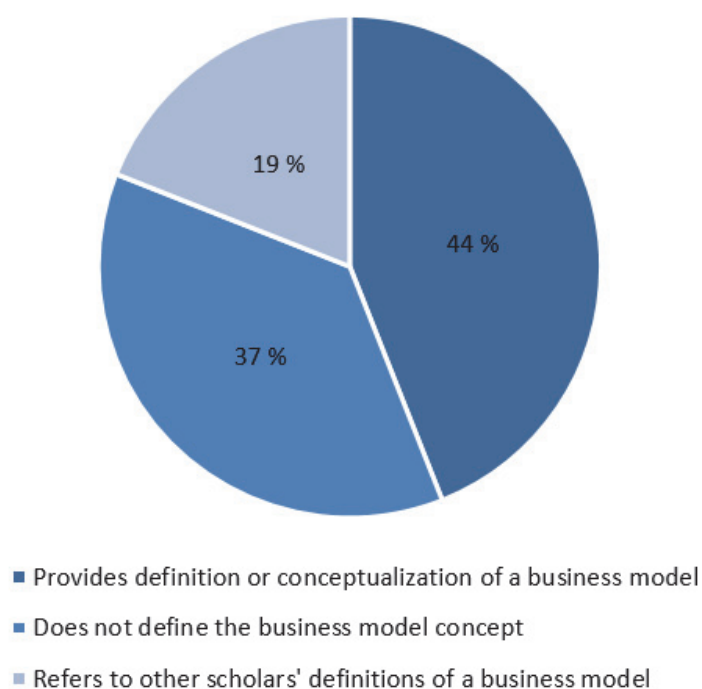 19 %
44 %
37 %
Provides definition or conceptualization of a business model
Does not define the business model concept
Refers to other scholars' definitions of a business model